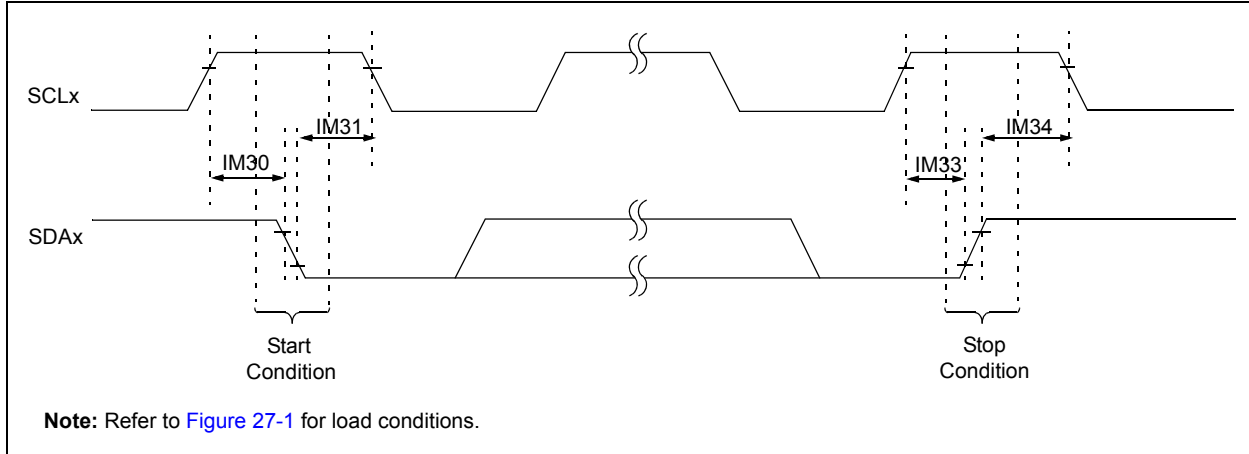 SCLx
IM31
IM34
IM30
IM33
SDAx
Start
Condition
Stop
Condition
Note: Refer to Figure 27-1 for load conditions.